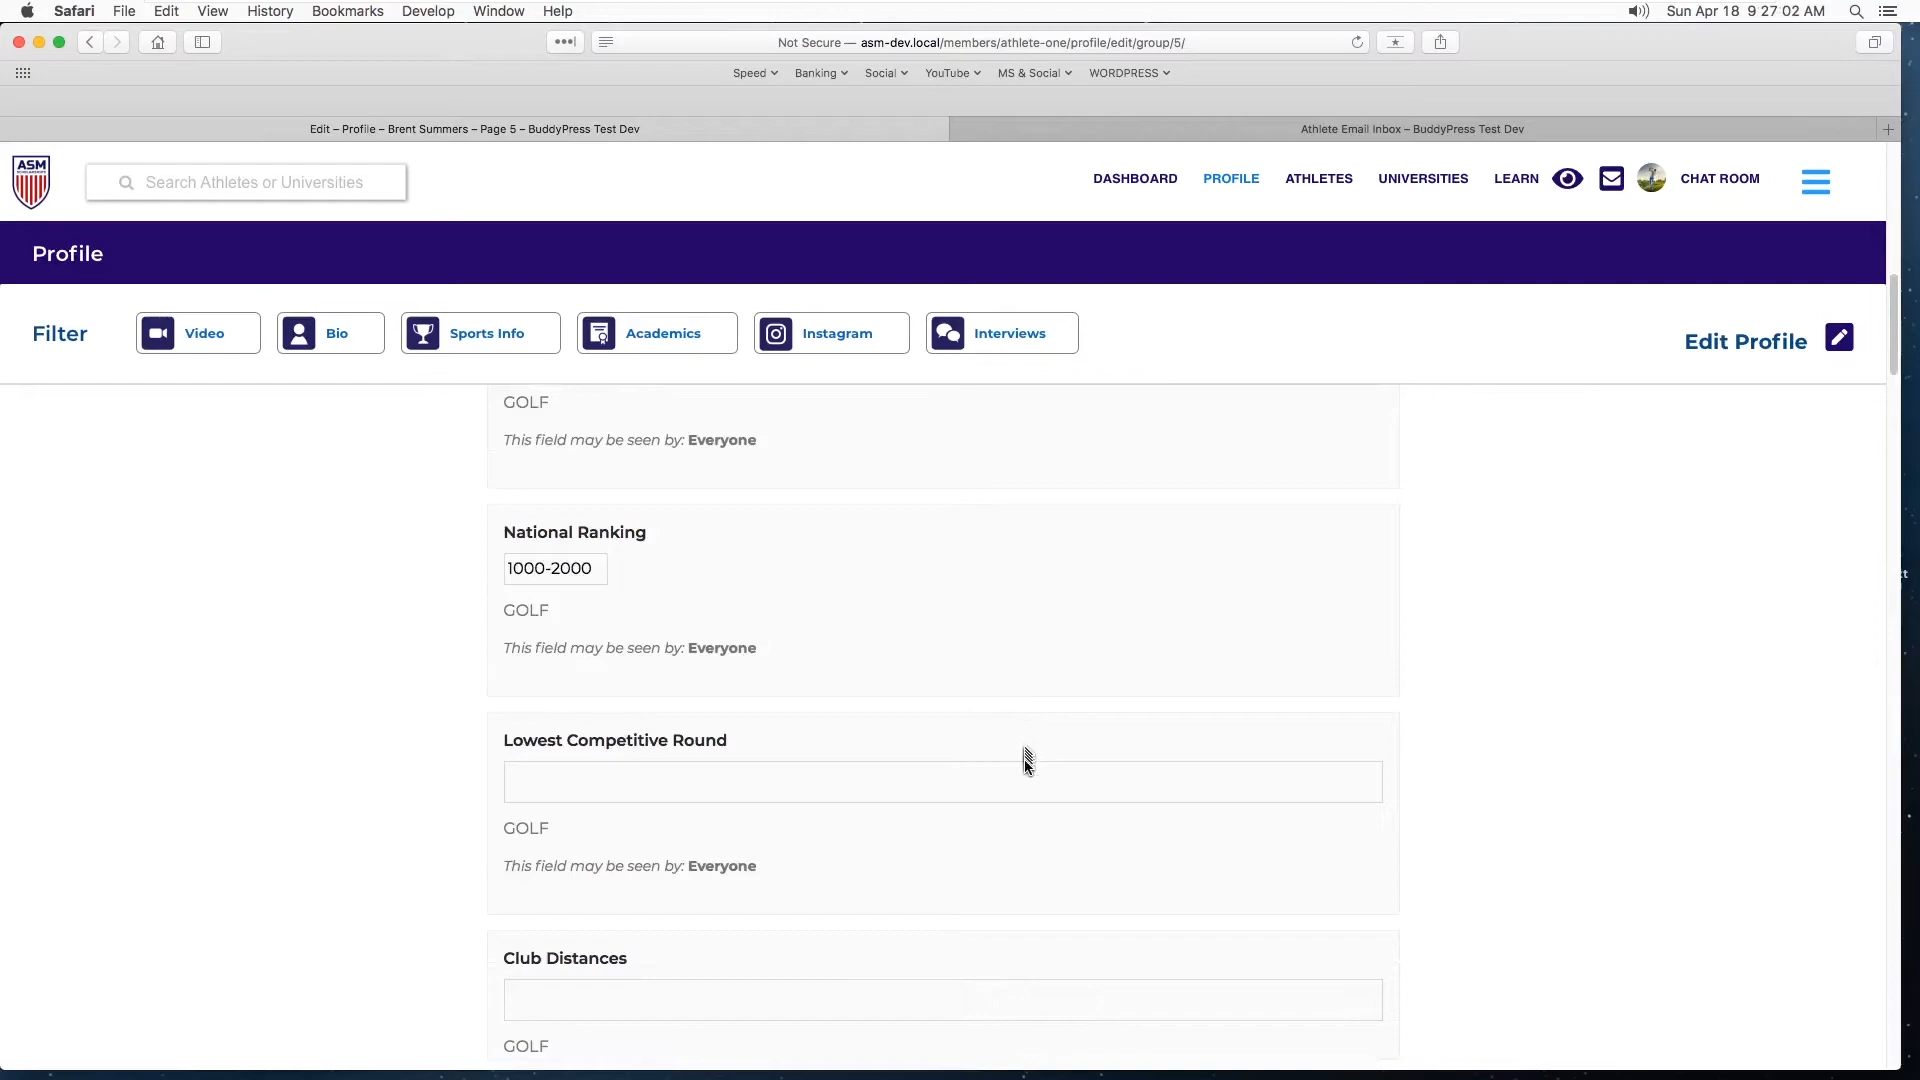 Safari File Edit View History Bookmarks Develop Window Help Sun Apr 18 9 27 02 AM
Not Secure — asm-dev.local/members/athlete-one/profile/edit/group/5/
Speed Banking Social YouTube MS & Social WORDPRESS
Edit – Profile – Brent Summers – Page 5 – BuddyPress Test Dev Athlete Email Inbox – BuddyPress Test Dev
ASM
Search Athletes or Universities
DASHBOARD PROFILE ATHLETES UNIVERSITIES LEARN CHAT ROOM
Profile
Filter Video Bio Sports Info Academics Instagram Interviews Edit Profile
GOLF
This field may be seen by: Everyone
National Ranking
1000-2000
GOLF
This field may be seen by: Everyone
Lowest Competitive Round
GOLF
This field may be seen by: Everyone
Club Distances
GOLF